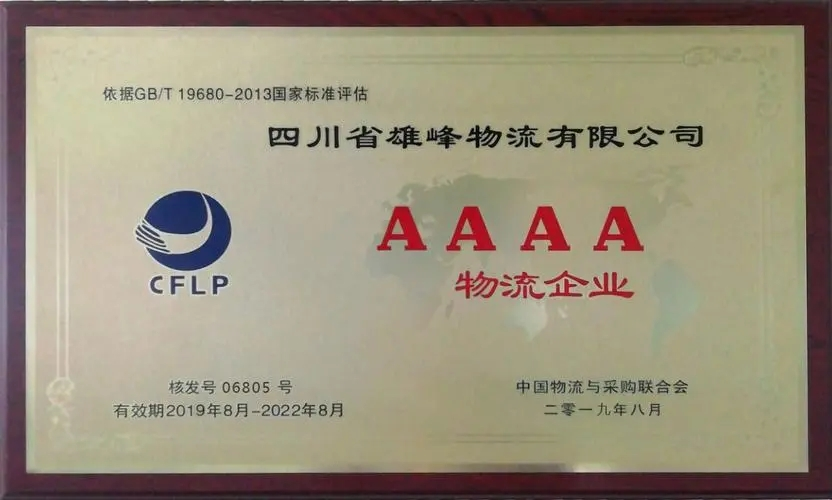 依据GB/T 19680-2013国家标准评估
四川省雄峰物流有限公司
AAAA
物流企业
CFLP
核发号 06805 号
有效期2019年8月-2022年8月
中国物流与采购联合会
二零一九年八月